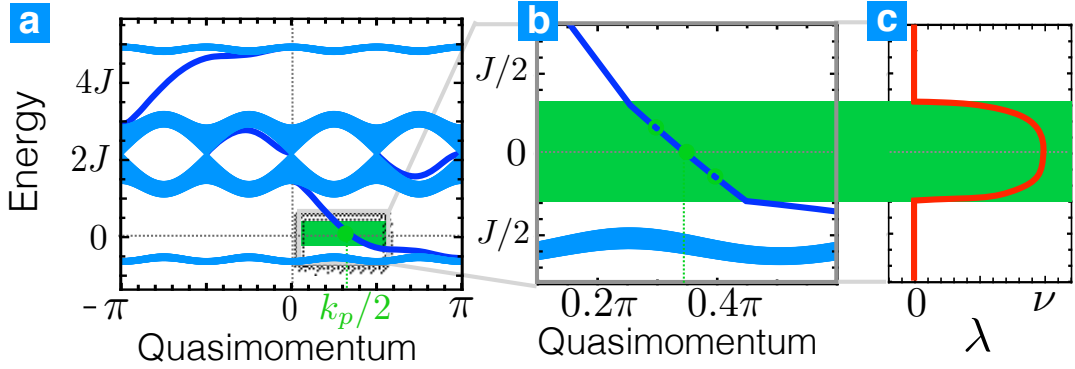 a
Energy
4J
2J
0
-π
0
k_p/2
π
Quasimomentum
b
J/2
0
J/2
0.2π
0.4π
Quasimomentum
c
0
ν
λ